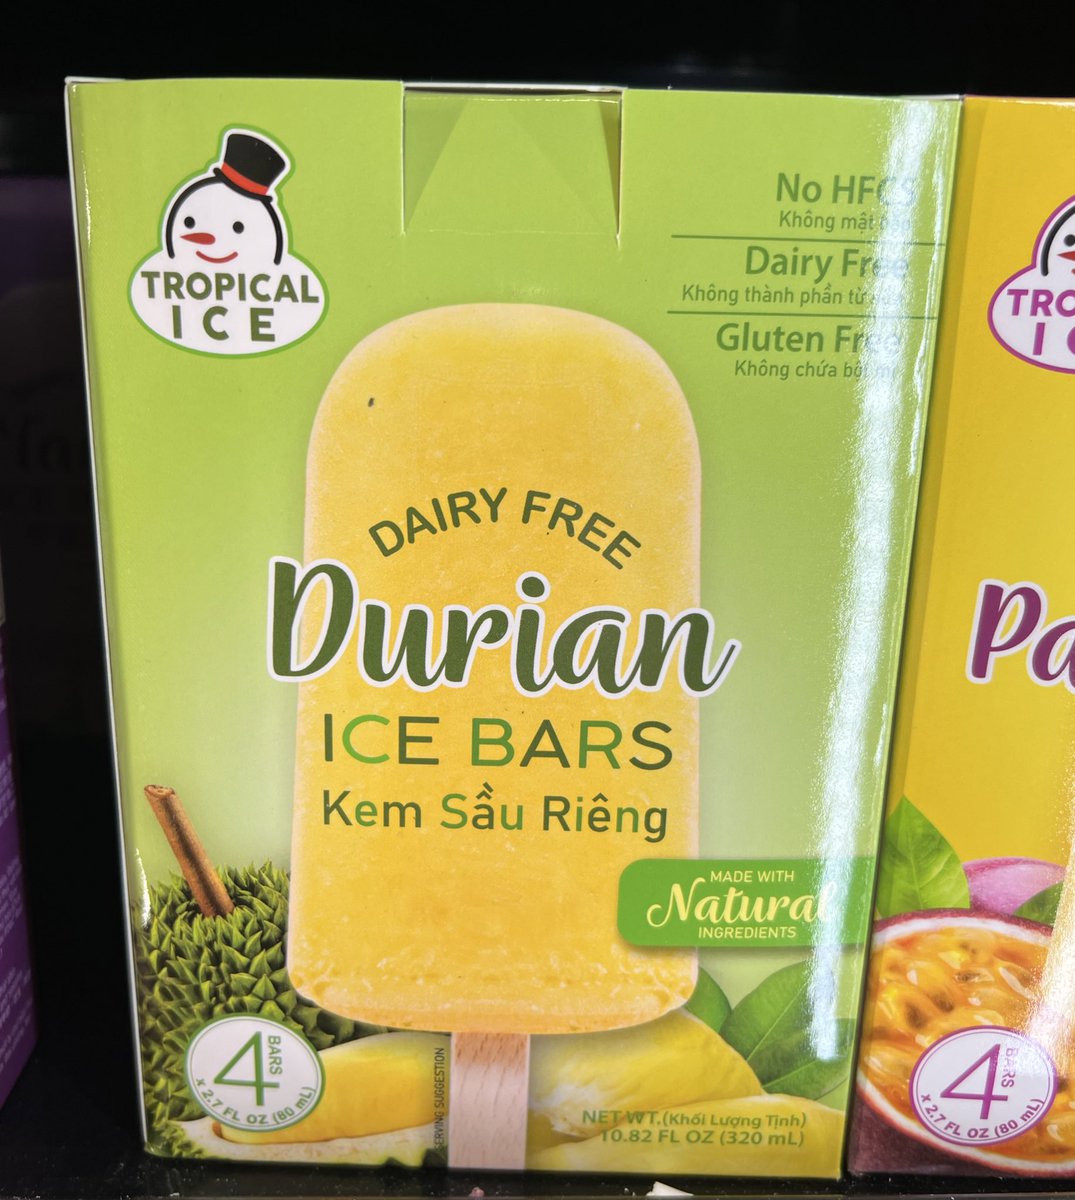 TROPICAL
ICE
No HFCS
Không mật
Dairy Free
Không thành phần từ
Gluten Free
Không chứa bột mì
DAIRY FREE
Durian
ICE BARS
Kem Sầu Riêng
MADE WITH
Natural
INGREDIENTS
4 BARS
x 2.7 FL OZ (80 mL)
SERVING SUGGESTION
NET WT. (Khối Lượng Tịnh)
10.82 FL OZ (320 mL)
TRO
Pa
4 BARS
x 2.7 FL OZ (80 mL)